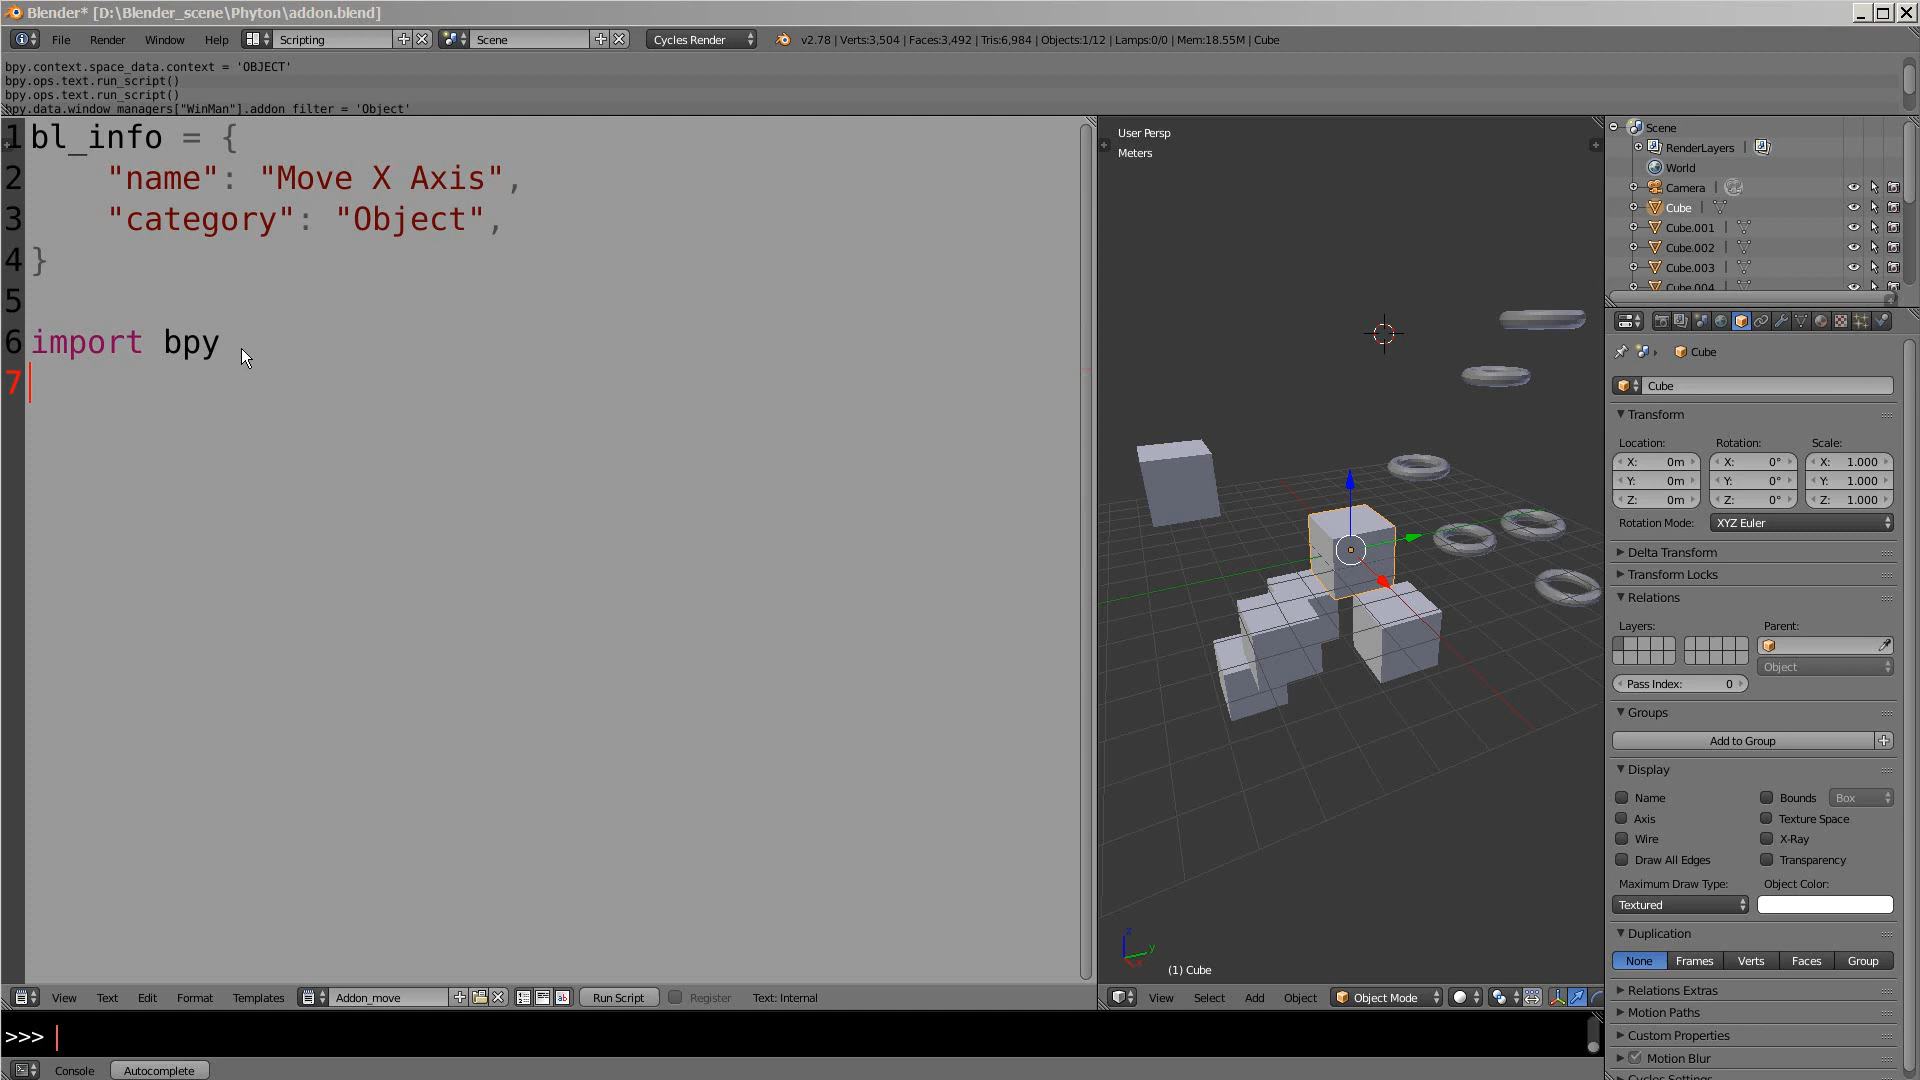 Blender* [D:\Blender_scene\Phyton\addon.blend]
File Render Window Help Scripting Scene Cycles Render v2.78 | Verts:3,504 | Faces:3,492 | Tris:6,984 | Objects:1/12 | Lamps:0/0 | Mem:18.55M | Cube
bpy.context.space_data.context = 'OBJECT'
bpy.ops.text.run_script()
bpy.ops.text.run_script()
bpy.data.window_managers["WinMan"].addon_filter = 'Object'
1 bl_info = {
2 "name": "Move X Axis",
3 "category": "Object",
4 }
5
6 import bpy
7
View Text Edit Format Templates Addon_move Run Script Register Text: Internal
>>>
Console Autocomplete
User Persp
Meters
z
y
(1) Cube
View Select Add Object Object Mode
Scene
RenderLayers |
World
Camera |
Cube |
Cube.001 |
Cube.002 |
Cube.003 |
Cube.004
Cube
Cube
Transform
Location: Rotation: Scale:
X: 0m X: 0° X: 1.000
Y: 0m Y: 0° Y: 1.000
Z: 0m Z: 0° Z: 1.000
Rotation Mode: XYZ Euler
Delta Transform
Transform Locks
Relations
Layers: Parent:
Object
Pass Index: 0
Groups
Add to Group
Display
Name Bounds Box
Axis Texture Space
Wire X-Ray
Draw All Edges Transparency
Maximum Draw Type: Object Color:
Textured
Duplication
None Frames Verts Faces Group
Relations Extras
Motion Paths
Custom Properties
Motion Blur
Cycles Settings